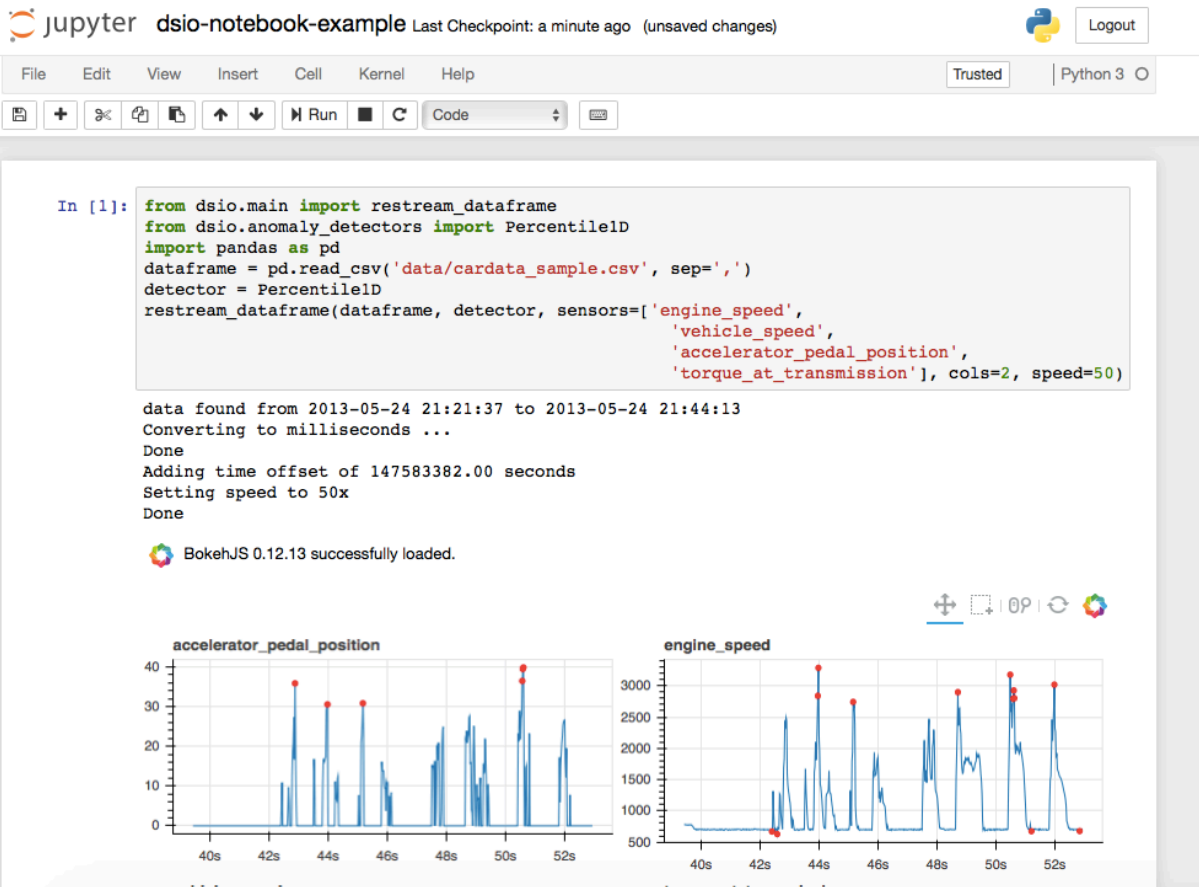 jupyter dsio-notebook-example Last Checkpoint: a minute ago (unsaved changes) Logout
File Edit View Insert Cell Kernel Help Trusted Python 3
Run Code
In [1]: from dsio.main import restream_dataframe
from dsio.anomaly_detectors import Percentile1D
import pandas as pd
dataframe = pd.read_csv('data/cardata_sample.csv', sep=',')
detector = Percentile1D
restream_dataframe(dataframe, detector, sensors=['engine_speed',
'vehicle_speed',
'accelerator_pedal_position',
'torque_at_transmission'], cols=2, speed=50)
data found from 2013-05-24 21:21:37 to 2013-05-24 21:44:13
Converting to milliseconds ...
Done
Adding time offset of 147583382.00 seconds
Setting speed to 50x
Done
BokehJS 0.12.13 successfully loaded.
accelerator_pedal_position
40
30
20
10
0
40s 42s 44s 46s 48s 50s 52s
engine_speed
3000
2500
2000
1500
1000
500
40s 42s 44s 46s 48s 50s 52s